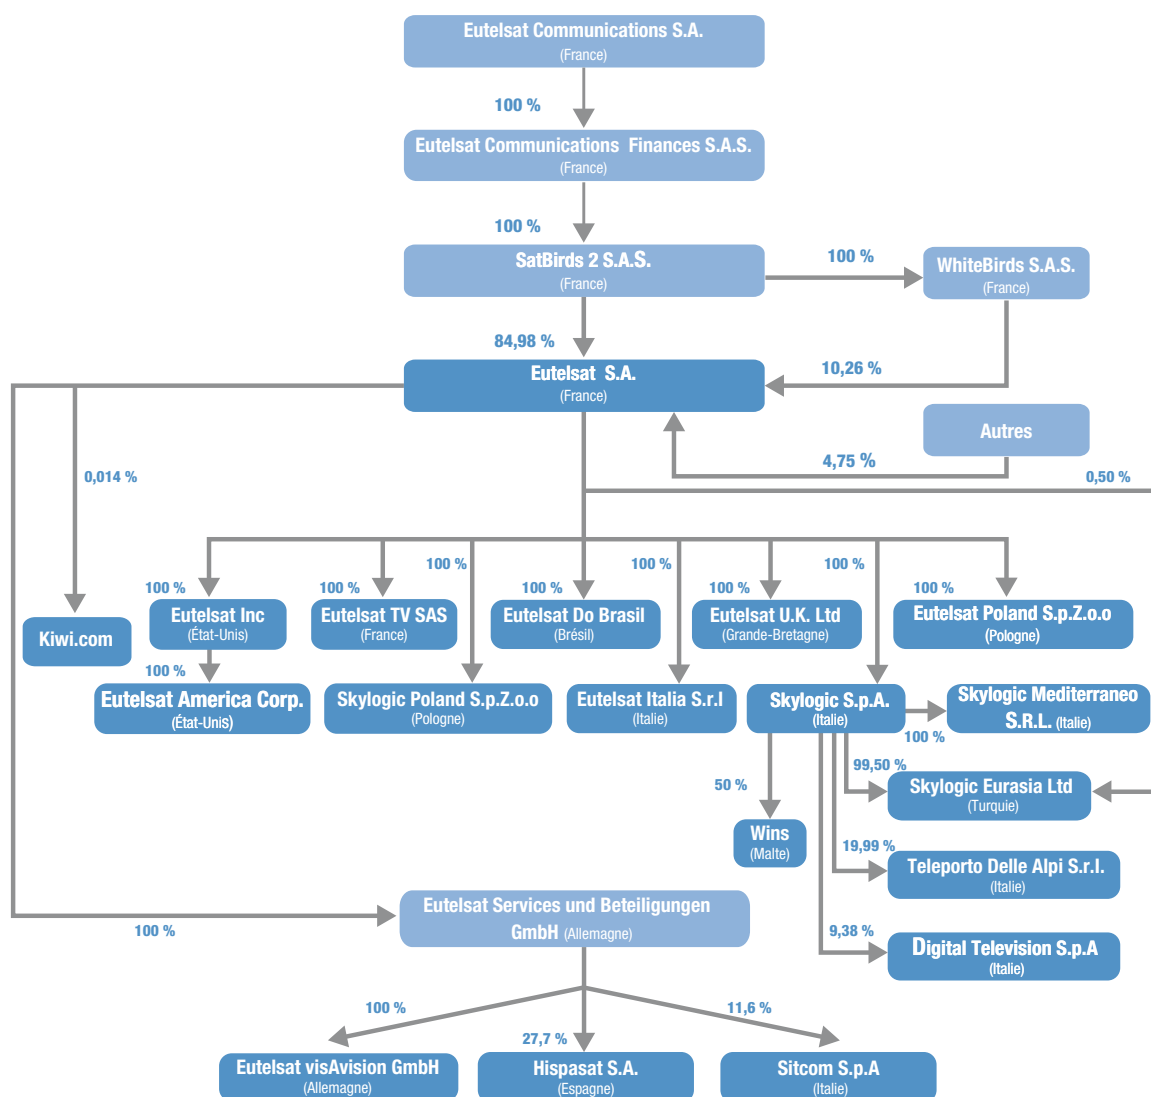 Eutelsat Communications S.A.
(France)
100 %
Eutelsat Communications Finances S.A.S.
(France)
100 %
SatBirds 2 S.A.S.
(France)
100 %
WhiteBirds S.A.S.
(France)
84,98 %
10,26 %
Eutelsat S.A.
(France)
Autres
4,75 %
0,014 %
0,50 %
100 %
100 %
100 %
100 %
100 %
100 %
100 %
100 %
Kiwi.com
Eutelsat Inc
(État-Unis)
Eutelsat TV SAS
(France)
Eutelsat Do Brasil
(Brésil)
Eutelsat U.K. Ltd
(Grande-Bretagne)
Eutelsat Poland S.p.Z.o.o
(Pologne)
100 %
Eutelsat America Corp.
(État-Unis)
Skylogic Poland S.p.Z.o.o
(Pologne)
Eutelsat Italia S.r.l
(Italie)
Skylogic S.p.A.
(Italie)
Skylogic Mediterraneo
S.R.L. (Italie)
100 %
50 %
99,50 %
Skylogic Eurasia Ltd
(Turquie)
Wins
(Malte)
19,99 %
Teleporto Delle Alpi S.r.l.
(Italie)
9,38 %
Digital Television S.p.A
(Italie)
100 %
Eutelsat Services und Beteiligungen
GmbH (Allemagne)
100 %
27,7 %
11,6 %
Eutelsat visAvision GmbH
(Allemagne)
Hispasat S.A.
(Espagne)
Sitcom S.p.A
(Italie)